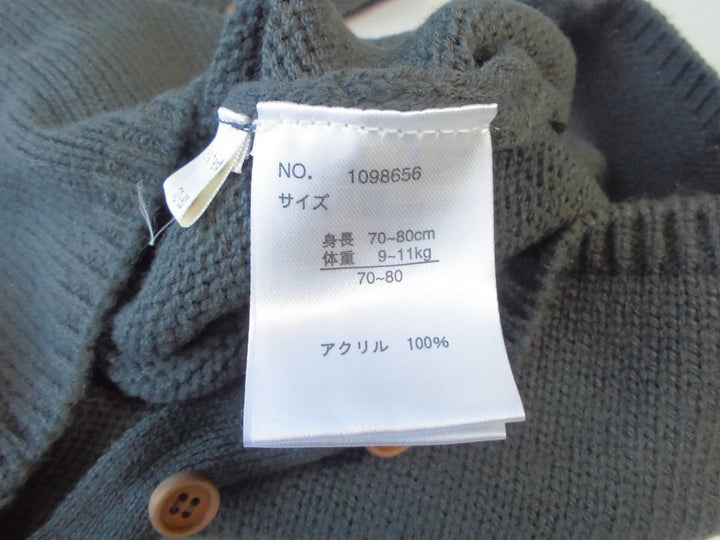 NO. 1098656
サイズ
身長 70~80cm
体重 9~11kg
70~80
アクリル 100%